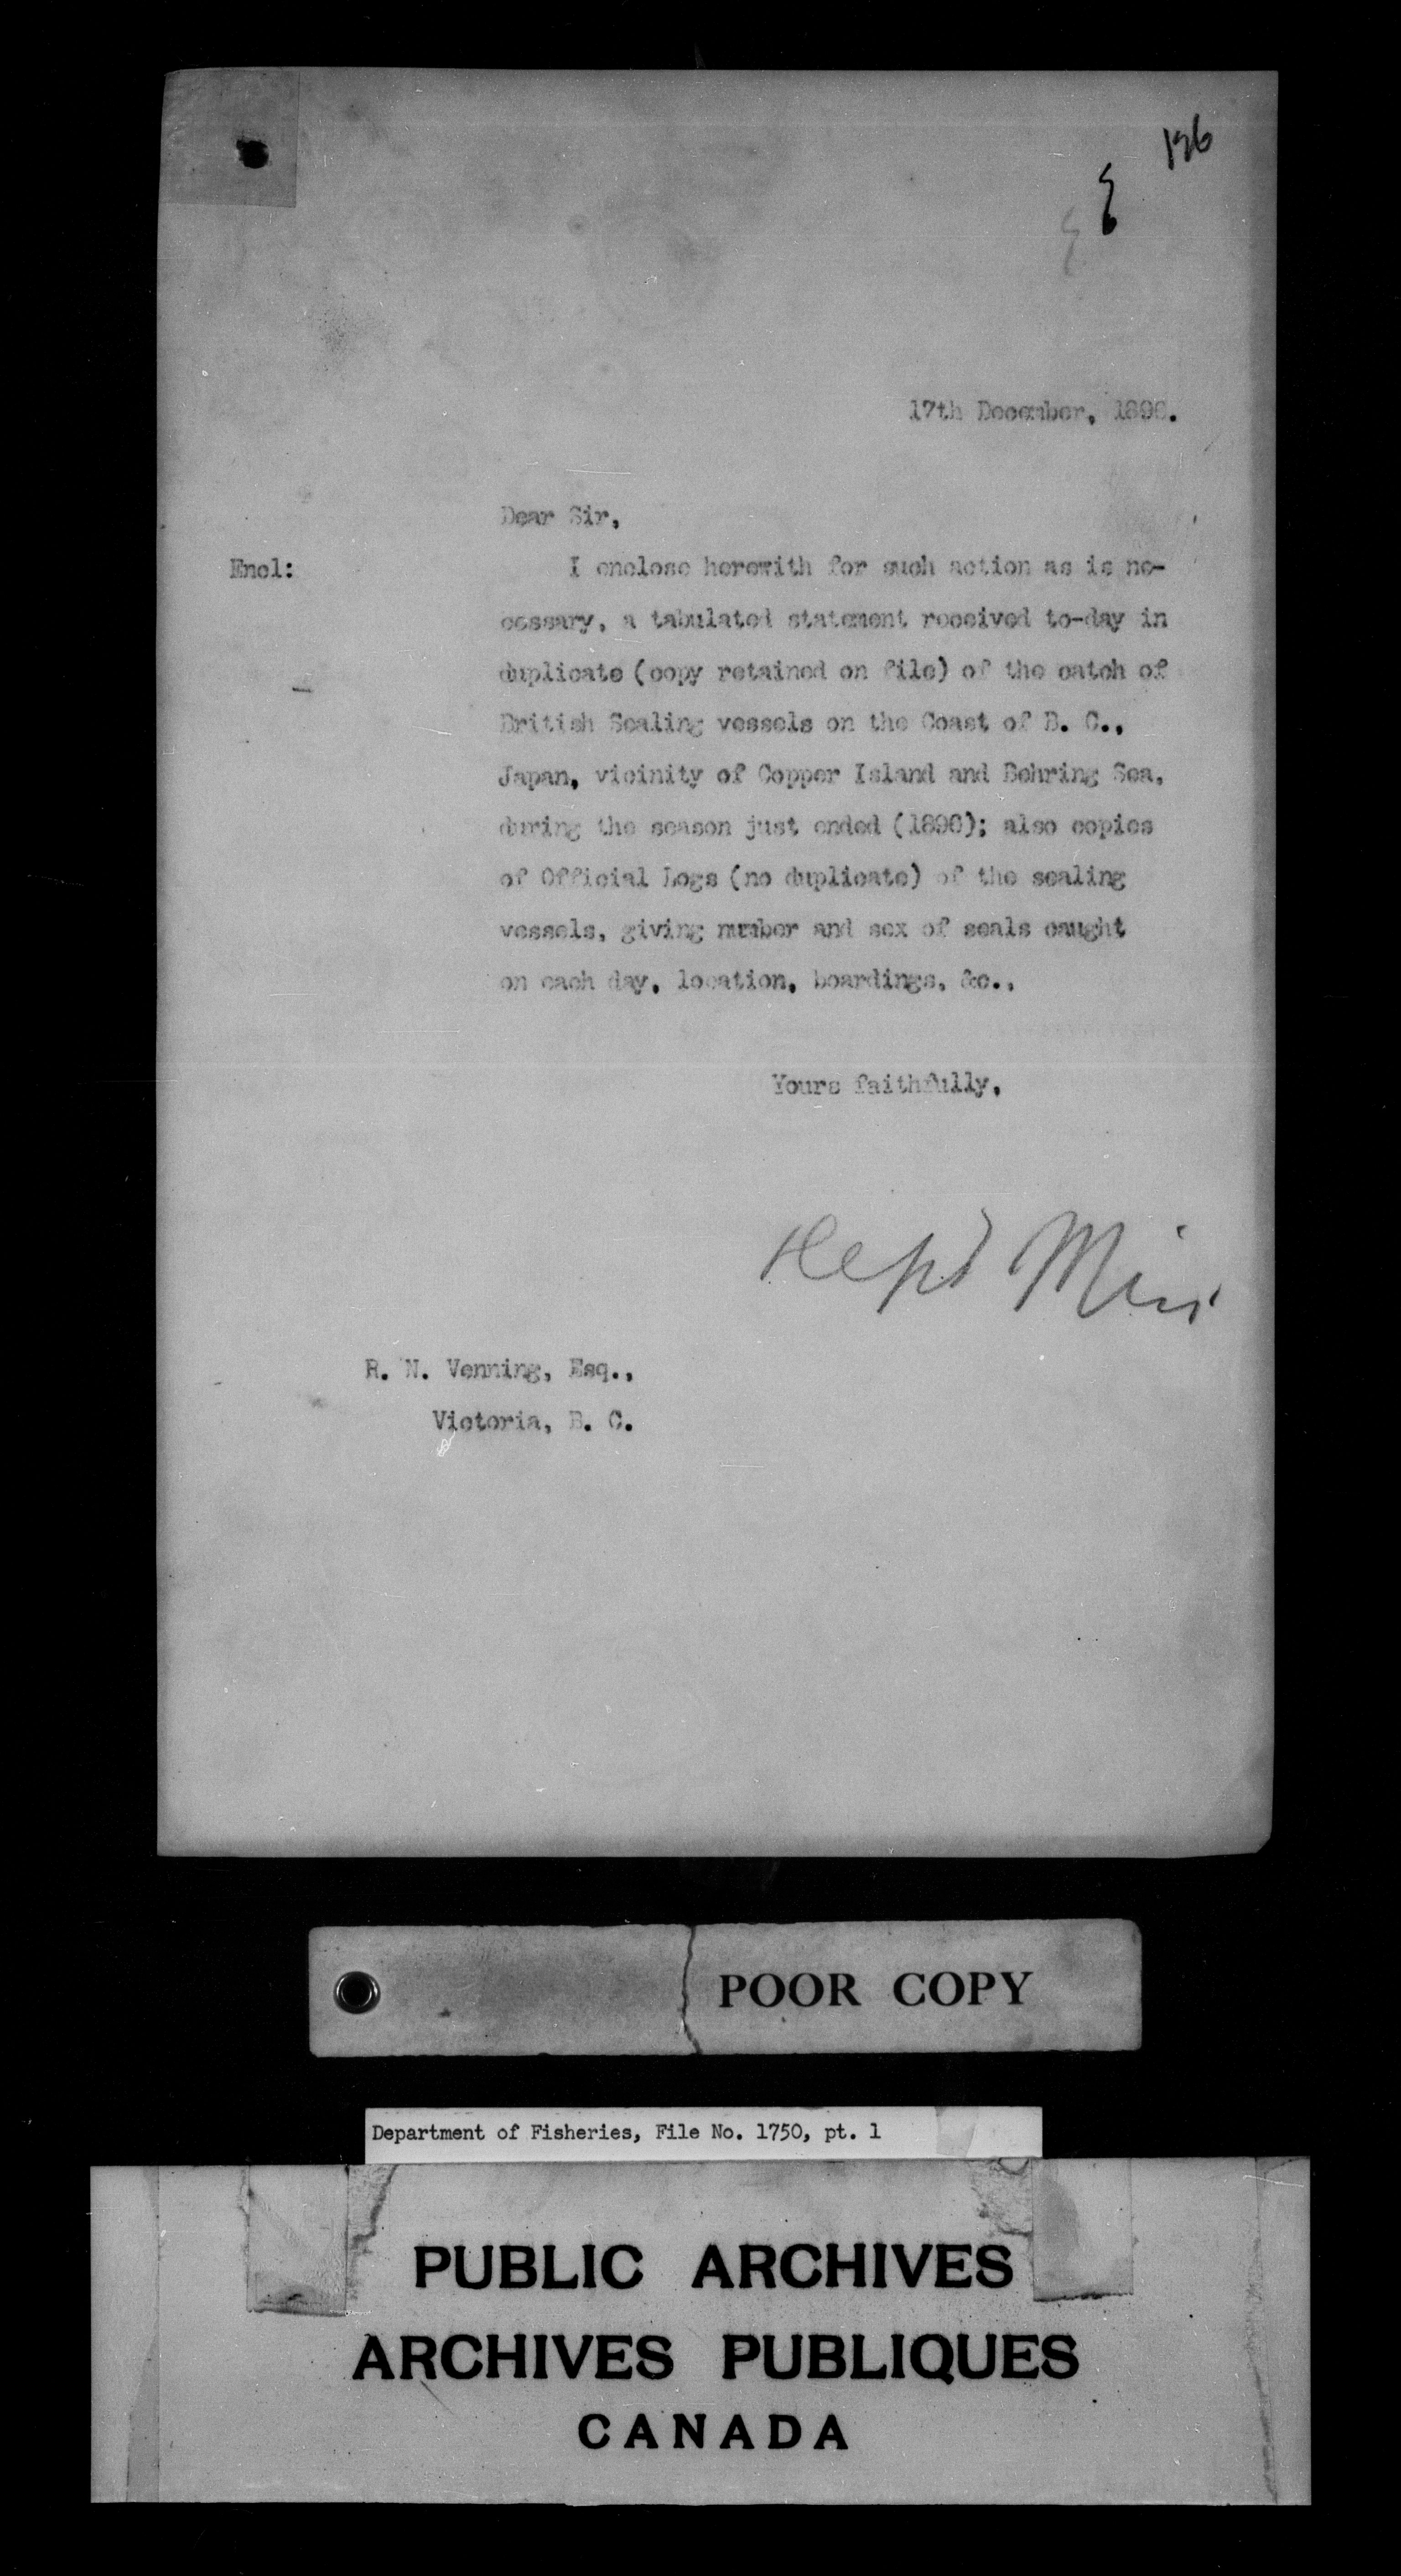 17th December, 1896.
Dear Sir,
Encl: I enclose herewith for such action as is ne-
cessary, a tabulated statement received to-day in
duplicate (copy retained on file) of the catch of
British Sealing vessels on the Coast of B. C.,
Japan, vicinity of Copper Island and Behring Sea,
during the season just ended (1896); also copies
of Official Logs (no duplicate) of the sealing
vessels, giving number and sex of seals caught
on each day, location, boardings, &c.,
Yours faithfully,
R. N. Venning, Esq.,
Victoria, B. C.
POOR COPY
Department of Fisheries, File No. 1750, pt. 1
PUBLIC ARCHIVES
ARCHIVES PUBLIQUES
CANADA